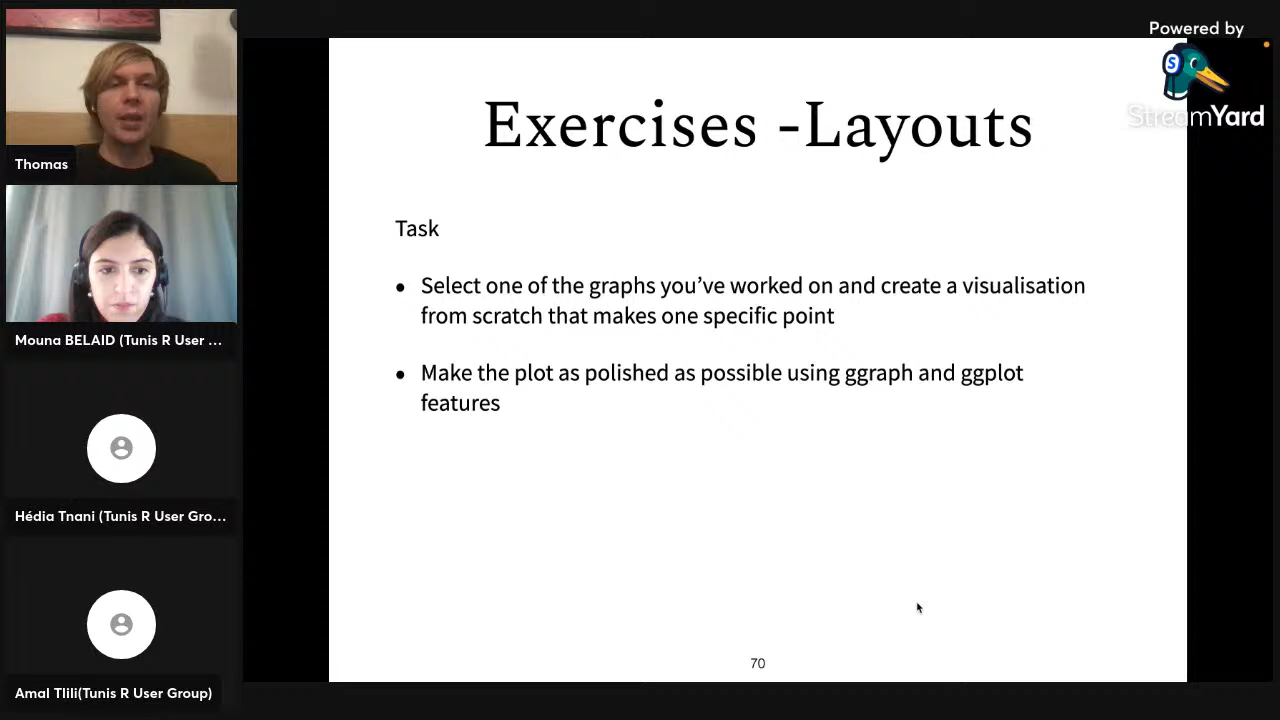 Powered by
StreamYard
Thomas
Mouna BELAID (Tunis R User ...
Hédia Tnani (Tunis R User Gro...
Amal Tlili(Tunis R User Group)
Exercises -Layouts
Task
• Select one of the graphs you’ve worked on and create a visualisation
from scratch that makes one specific point
• Make the plot as polished as possible using ggraph and ggplot
features
70